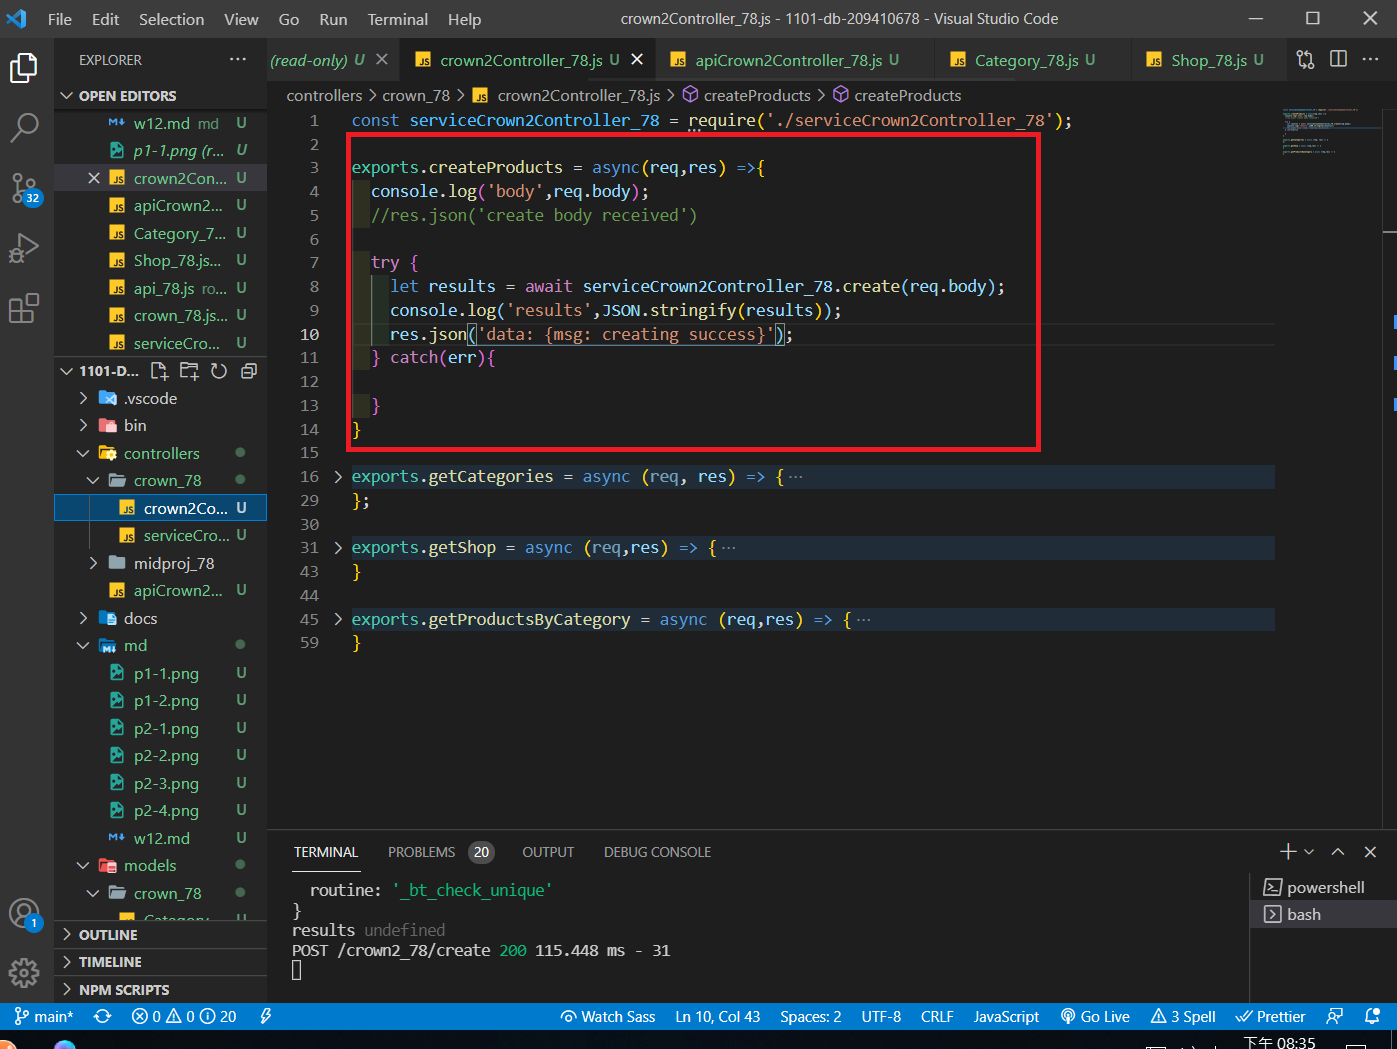 File Edit Selection View Go Run Terminal Help crown2Controller_78.js - 1101-db-209410678 - Visual Studio Code
EXPLORER
(read-only) U
crown2Controller_78.js U
apiCrown2Controller_78.js U
Category_78.js U
Shop_78.js U
controllers > crown_78 > crown2Controller_78.js > createProducts > createProducts
OPEN EDITORS
w12.md md U
p1-1.png (r... U
crown2Con... U
apiCrown2... U
Category_7... U
Shop_78.js... U
api_78.js ro... U
crown_78.js... U
serviceCro... U
32
1101-D...
.vscode
bin
controllers
crown_78
crown2Co... U
serviceCro... U
midproj_78
apiCrown2... U
docs
md
p1-1.png U
p1-2.png U
p2-1.png U
p2-2.png U
p2-3.png U
p2-4.png U
w12.md U
models
crown_78
Category U
OUTLINE
TIMELINE
NPM SCRIPTS
1
1 const serviceCrown2Controller_78 = require('./serviceCrown2Controller_78');
2
3 exports.createProducts = async(req,res) =>{
4 console.log('body',req.body);
5 //res.json('create body received')
6
7 try {
8 let results = await serviceCrown2Controller_78.create(req.body);
9 console.log('results',JSON.stringify(results));
10 res.json('data: {msg: creating success}');
11 } catch(err){
12
13 }
14 }
15
16 exports.getCategories = async (req, res) => {...
29 };
30
31 exports.getShop = async (req,res) => {...
43 }
44
45 exports.getProductsByCategory = async (req,res) => {...
59 }
TERMINAL PROBLEMS 20 OUTPUT DEBUG CONSOLE
routine: '_bt_check_unique'
}
results undefined
POST /crown2_78/create 200 115.448 ms - 31
powershell
bash
main* 0 0 20 Watch Sass Ln 10, Col 43 Spaces: 2 UTF-8 CRLF JavaScript Go Live 3 Spell Prettier
下午 08:35